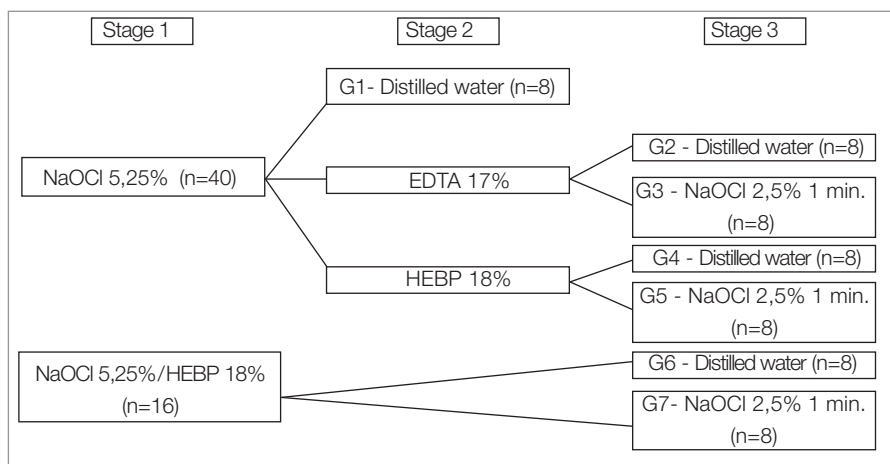 Stage 1
Stage 2
Stage 3
G1- Distilled water (n=8)
NaOCl 5,25% (n=40)
EDTA 17%
G2 - Distilled water (n=8)
G3 - NaOCl 2,5% 1 min.
(n=8)
HEBP 18%
G4 - Distilled water (n=8)
G5 - NaOCl 2,5% 1 min.
(n=8)
NaOCl 5,25%/HEBP 18%
(n=16)
G6 - Distilled water (n=8)
G7- NaOCl 2,5% 1 min.
(n=8)